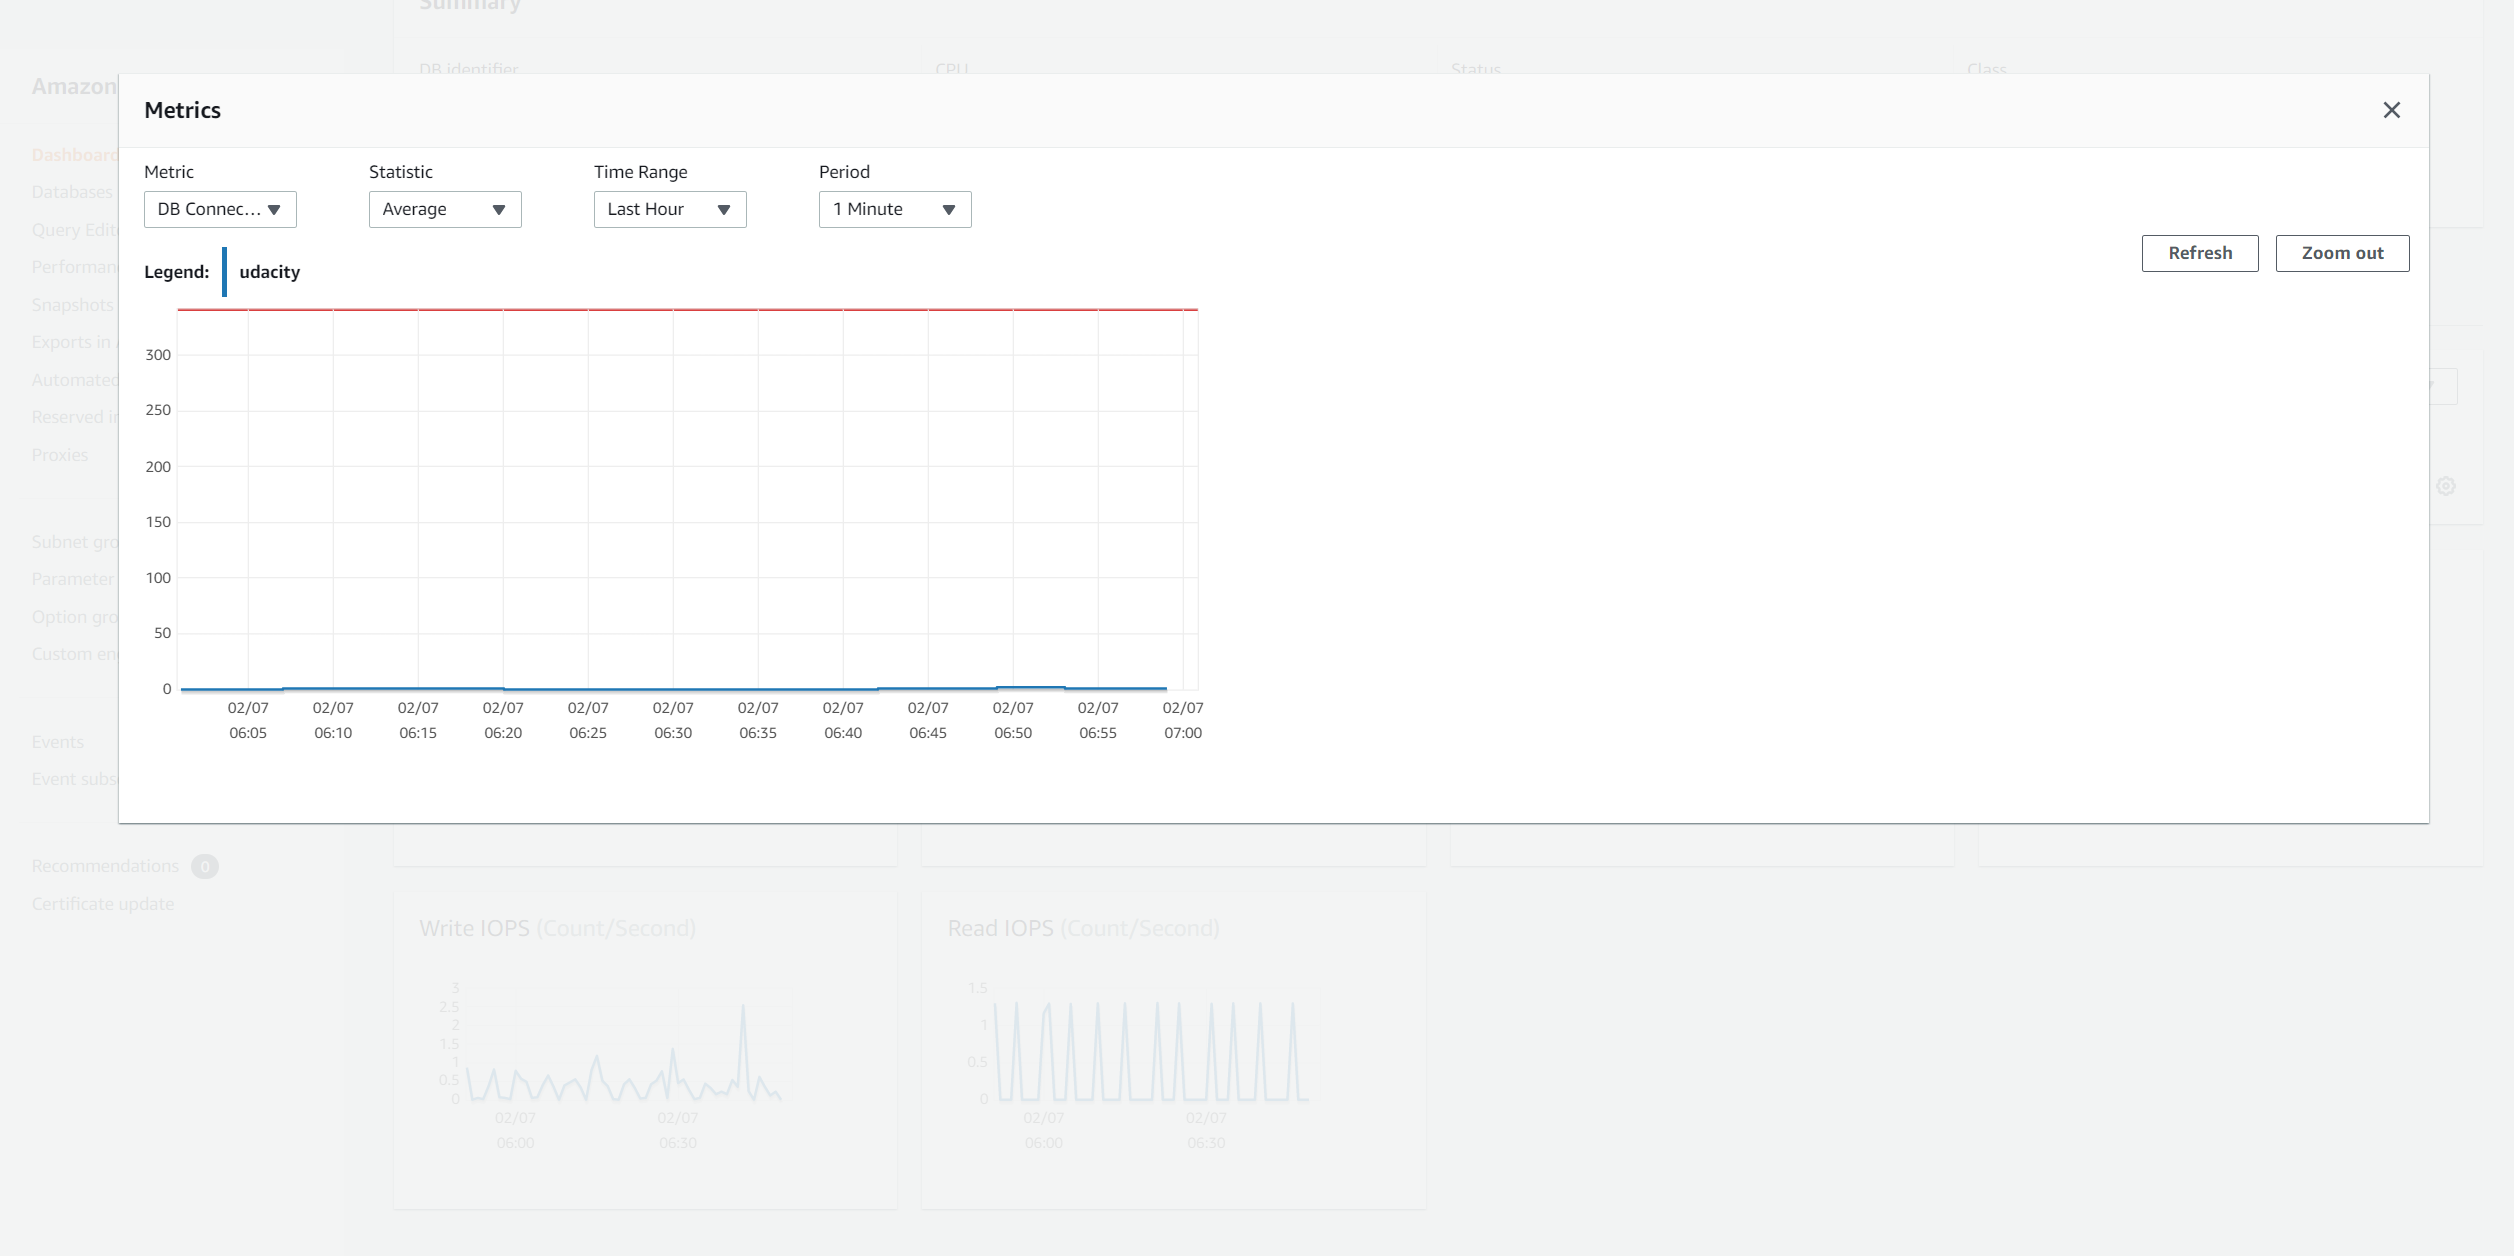 Summary
DB identifier
CPU
Status
Class
Amazon
Metrics
Dashboard
Databases
Query
Snapshots
Exports in
Automated
Reserved
Proxies
Subnet
Parameter
Option
Custom
Events
Event
Recommendations 0
Certificate update
Metric
Statistic
Time Range
Period
DB Connec...
Average
Last Hour
1 Minute
Refresh
Zoom out
Legend:
udacity
300
250
200
150
100
50
0
02/07 02/07 02/07 02/07 02/07 02/07 02/07 02/07 02/07 02/07 02/07 02/07
06:05 06:10 06:15 06:20 06:25 06:30 06:35 06:40 06:45 06:50 06:55 07:00
Write IOPS (Count/Second)
3
2.5
2
1.5
1
0.5
0
02/07 02/07
06:00 06:30
Read IOPS (Count/Second)
1.5
1
0.5
0
02/07 02/07
06:00 06:30